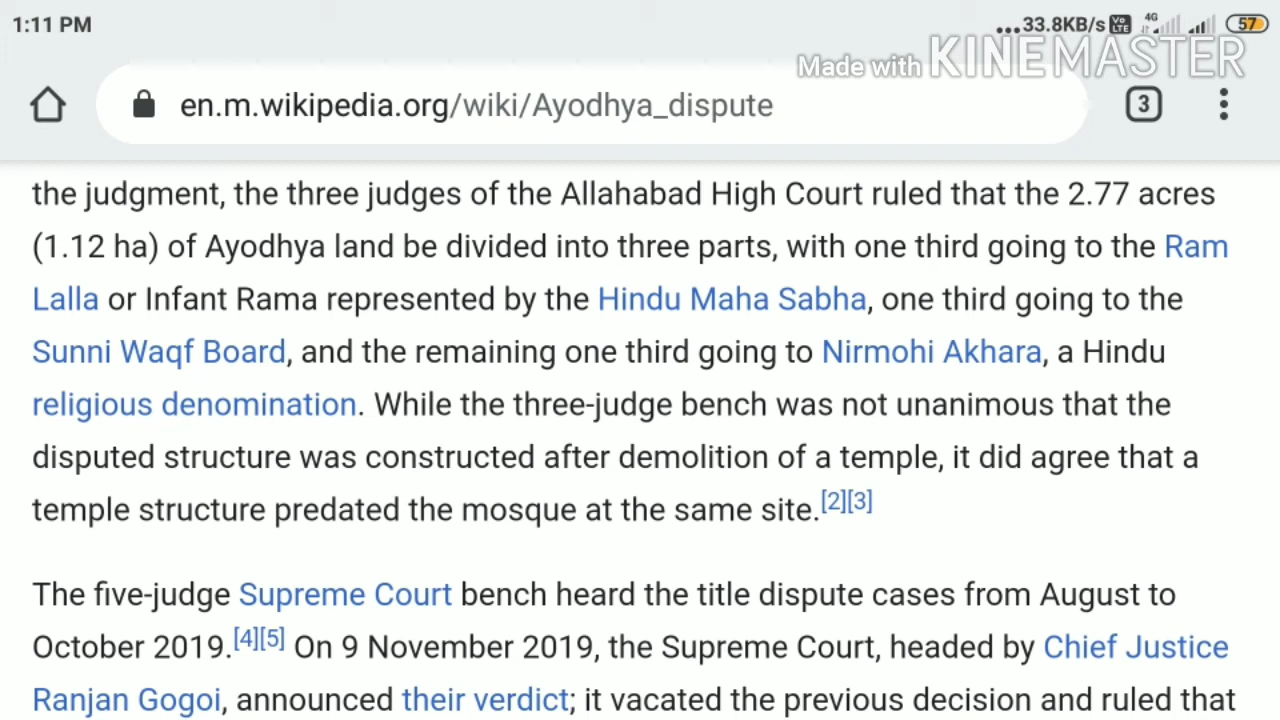 1:11 PM
...33.8KB/s Vo LTE 4G 57
Made with KINEMASTER
en.m.wikipedia.org/wiki/Ayodhya_dispute 3
the judgment, the three judges of the Allahabad High Court ruled that the 2.77 acres
(1.12 ha) of Ayodhya land be divided into three parts, with one third going to the Ram
Lalla or Infant Rama represented by the Hindu Maha Sabha, one third going to the
Sunni Waqf Board, and the remaining one third going to Nirmohi Akhara, a Hindu
religious denomination. While the three-judge bench was not unanimous that the
disputed structure was constructed after demolition of a temple, it did agree that a
temple structure predated the mosque at the same site.[2][3]
The five-judge Supreme Court bench heard the title dispute cases from August to
October 2019.[4][5] On 9 November 2019, the Supreme Court, headed by Chief Justice
Ranjan Gogoi, announced their verdict; it vacated the previous decision and ruled that